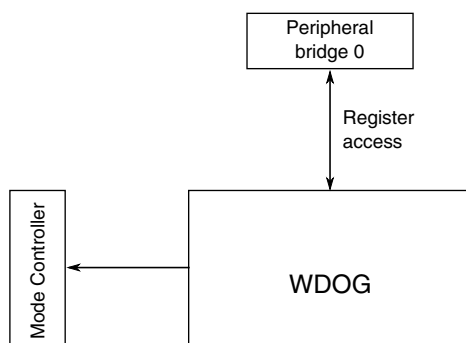 Peripheral
bridge 0
Register
access
Mode Controller
WDOG